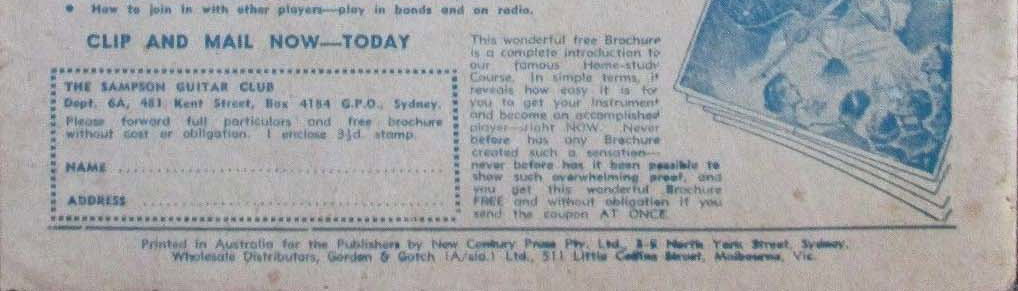 • How to join in with other players—play in bands and on radio.
CLIP AND MAIL NOW—TODAY
THE SAMPSON GUITAR CLUB
Dept. 6A, 481 Kent Street, Box 4184 G.P.O., Sydney.
Please forward full particulars and free brochure
without cost or obligation. I enclose 3½d. stamp.
NAME
ADDRESS
This wonderful free Brochure
is a complete introduction to
our famous Home-study
Course. In simple terms, it
reveals how easy it is for
you to get your Instrument
and become an accomplished
player—right NOW. Never
before has any Brochure
created such a sensation—
never before has it been possible to
show such overwhelming proof, and
you get this wonderful Brochure
FREE and without obligation if you
send the coupon AT ONCE.
Printed in Australia for the Publishers by New Century Press Pty. Ltd., 3-5 North York Street, Sydney.
Wholesale Distributors, Gordon & Gotch (A/sia.) Ltd., 511 Little Collins Street, Melbourne, Vic.